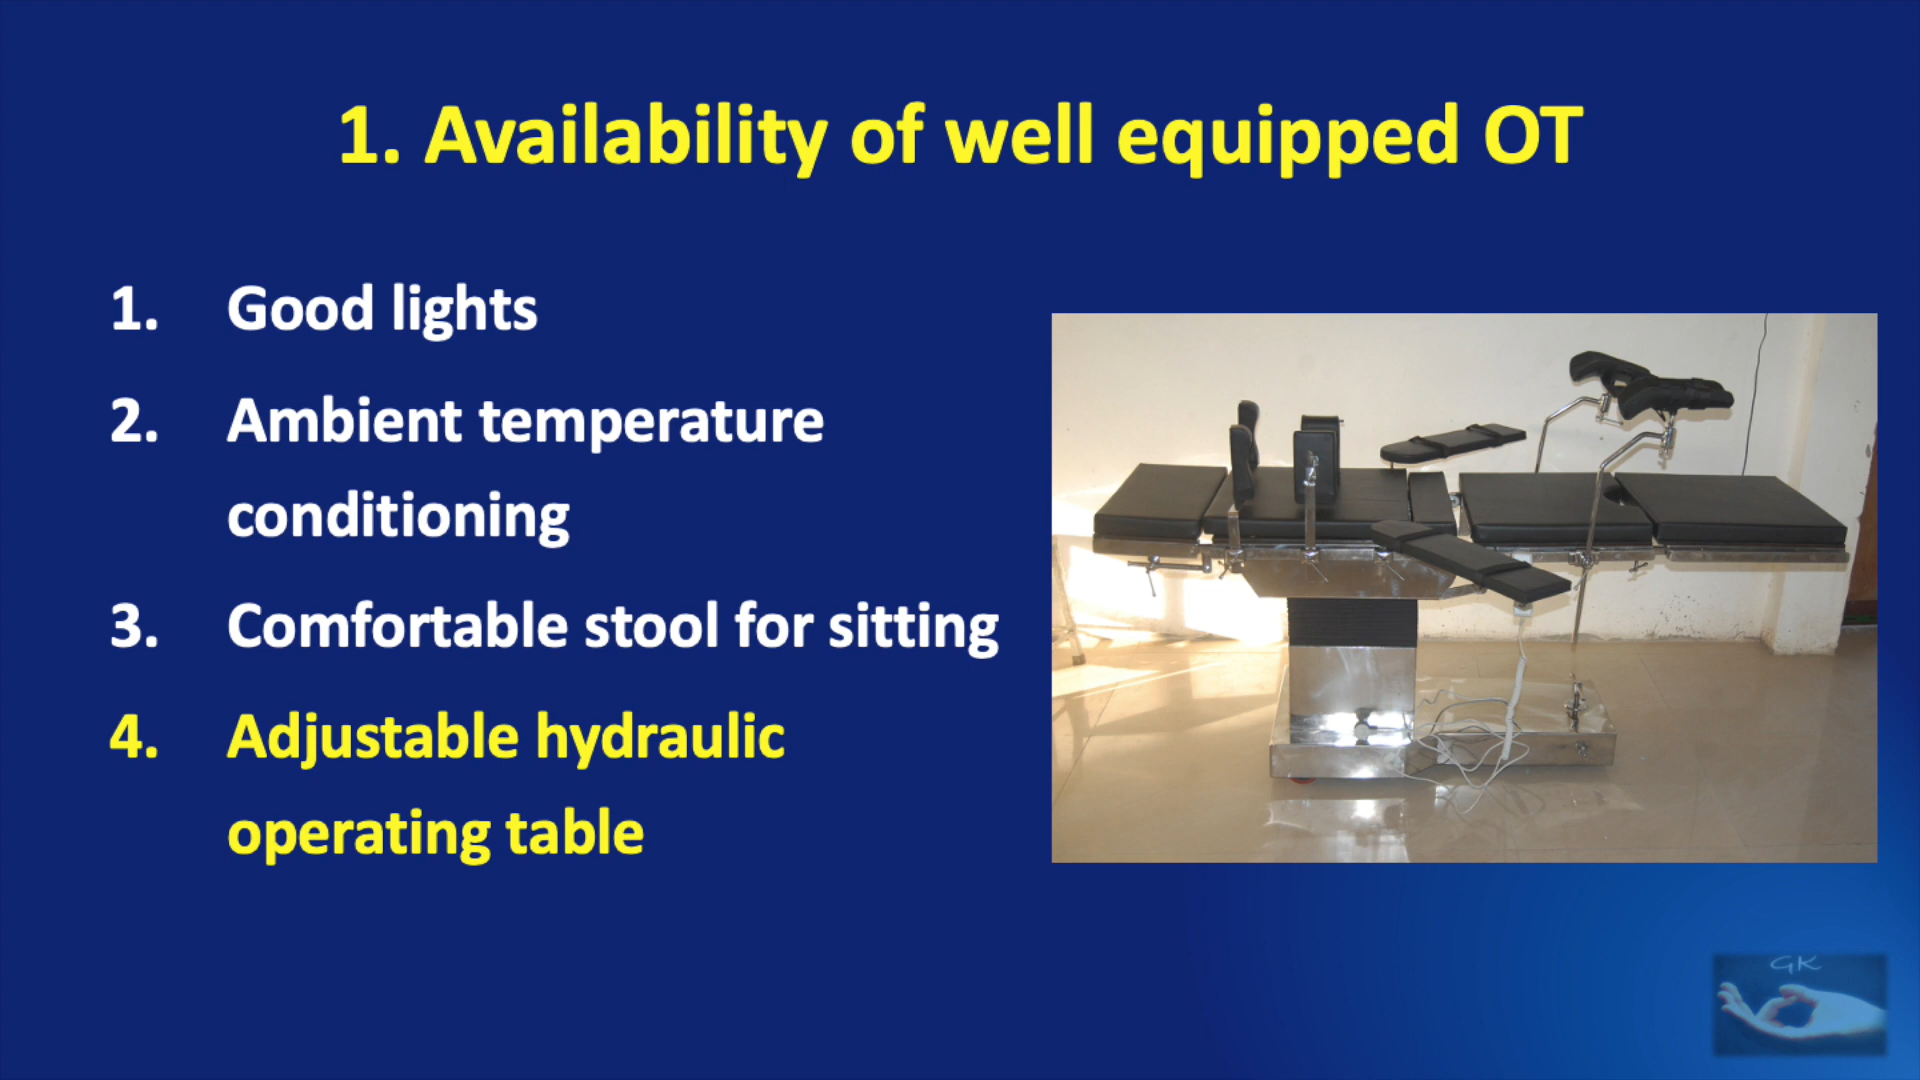 1. Availability of well equipped OT
1. Good lights
2. Ambient temperature
conditioning
3. Comfortable stool for sitting
4. Adjustable hydraulic
operating table
GK